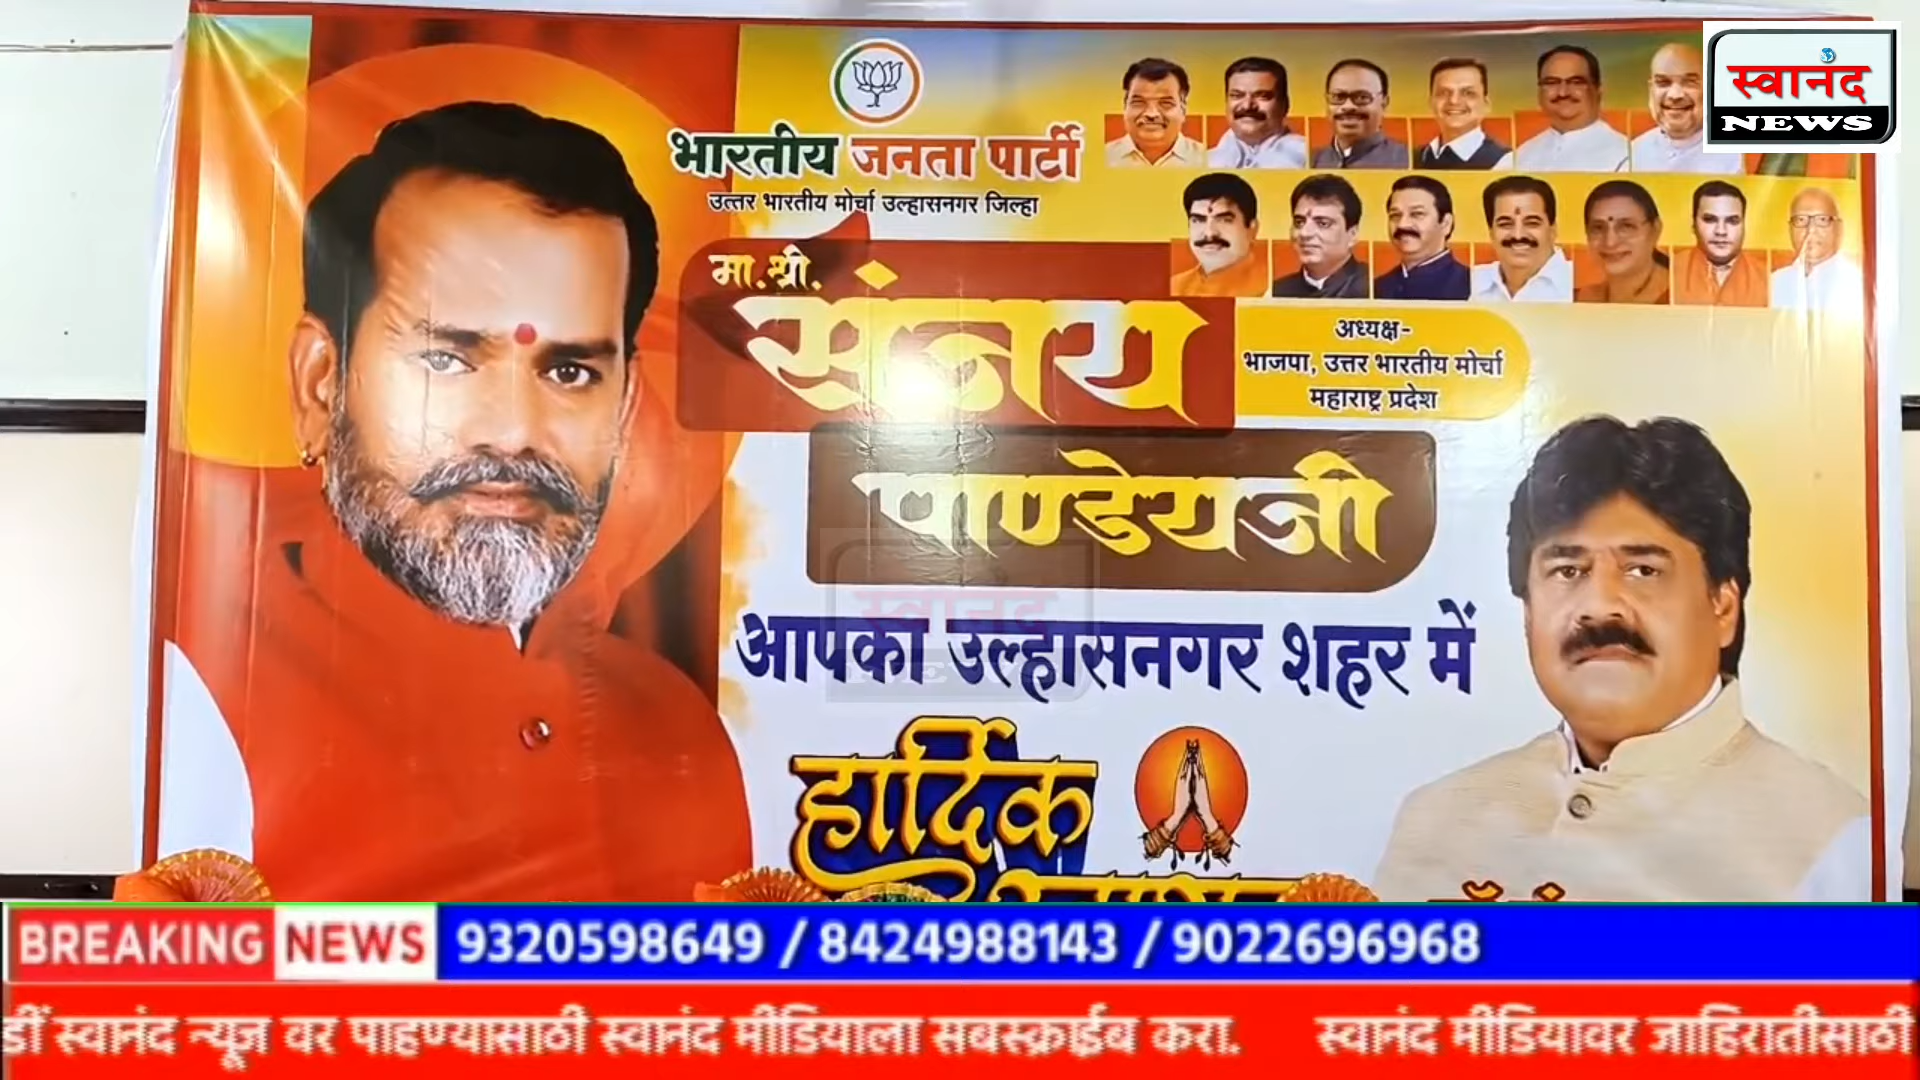 स्वानंद
NEWS
भारतीय जनता पार्टी
उत्तर भारतीय मोर्चा उल्हासनगर जिल्हा
मा.श्री.
संजय
अध्यक्ष-
भाजपा, उत्तर भारतीय मोर्चा
महाराष्ट्र प्रदेश
पाण्डेयजी
स्वानंद
NEWS
आपका उल्हासनगर शहर में
हार्दिक
BREAKING NEWS 9320598649 / 8424988143 / 9022696968
स्वानंद न्यूज वर पाहण्यासाठी स्वानंद मीडियाला सबस्क्राईब करा. स्वानंद मीडियावर जाहिरातीसाठी